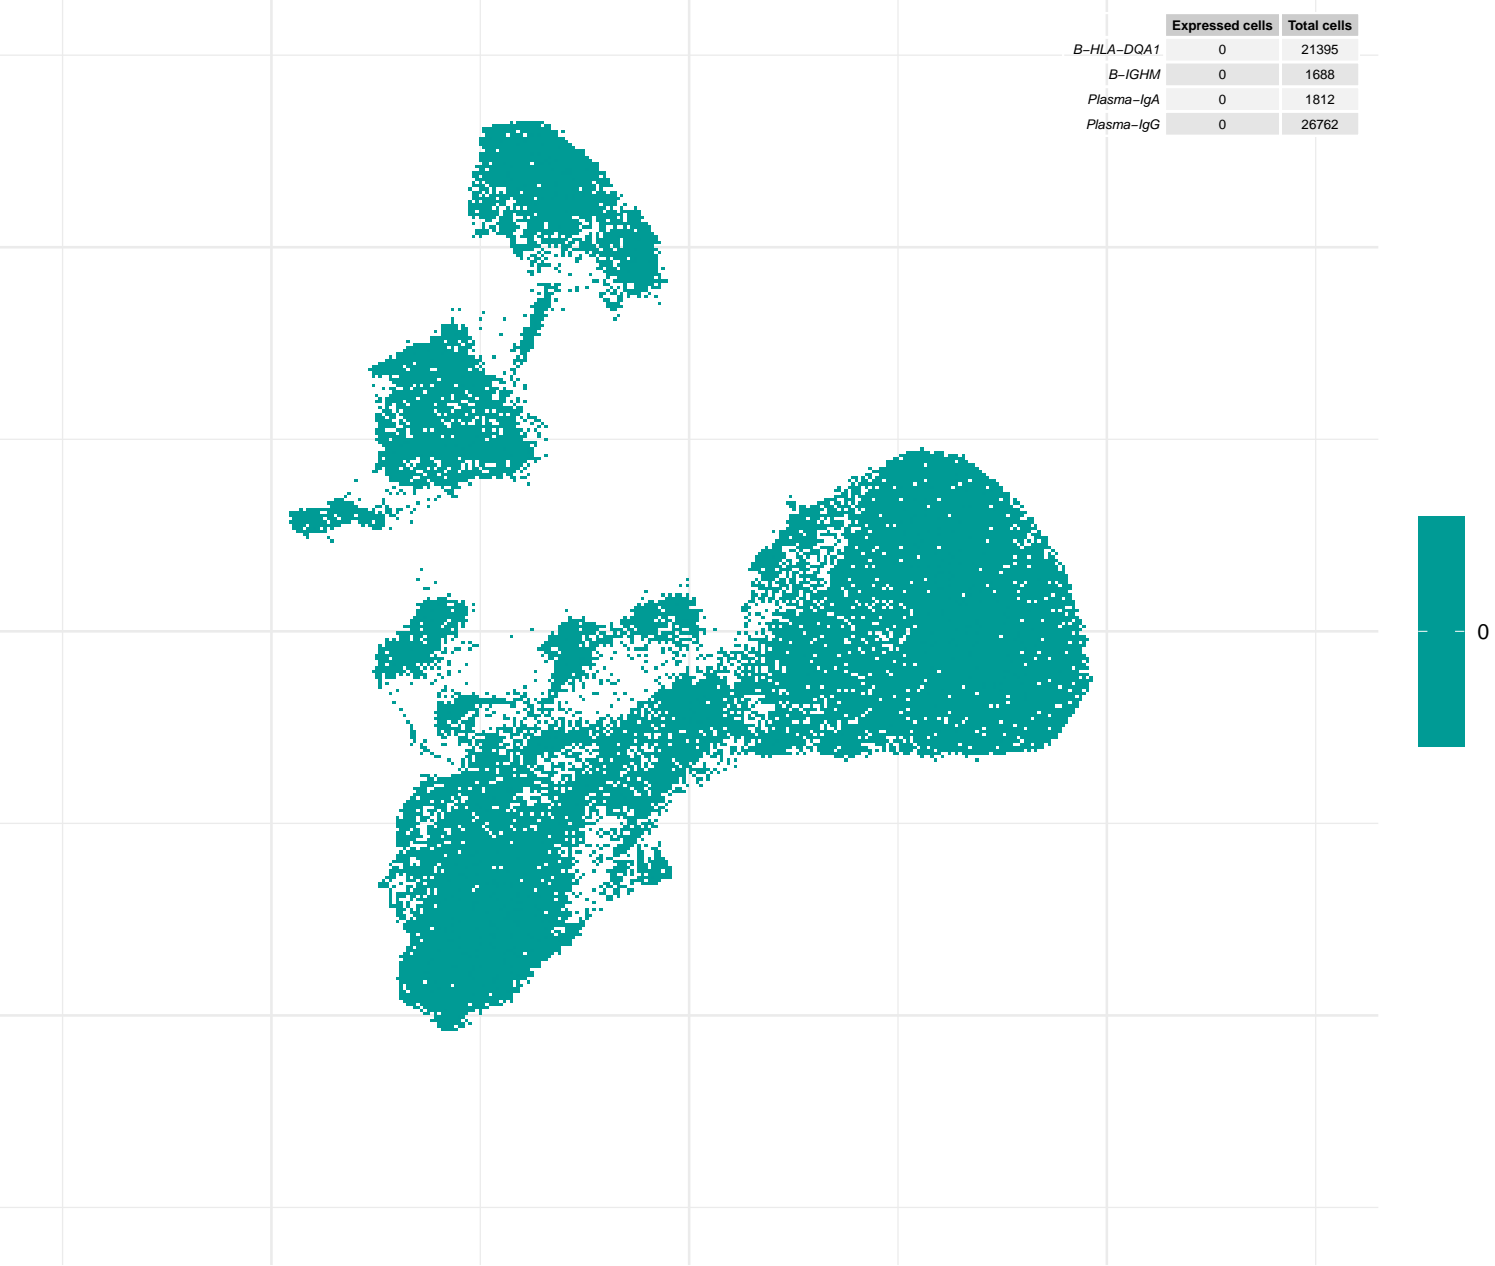 Expressed cells Total cells
B−HLA−DQA1 0 21395
B−IGHM 0 1688
Plasma−IgA 0 1812
Plasma−IgG 0 26762
0